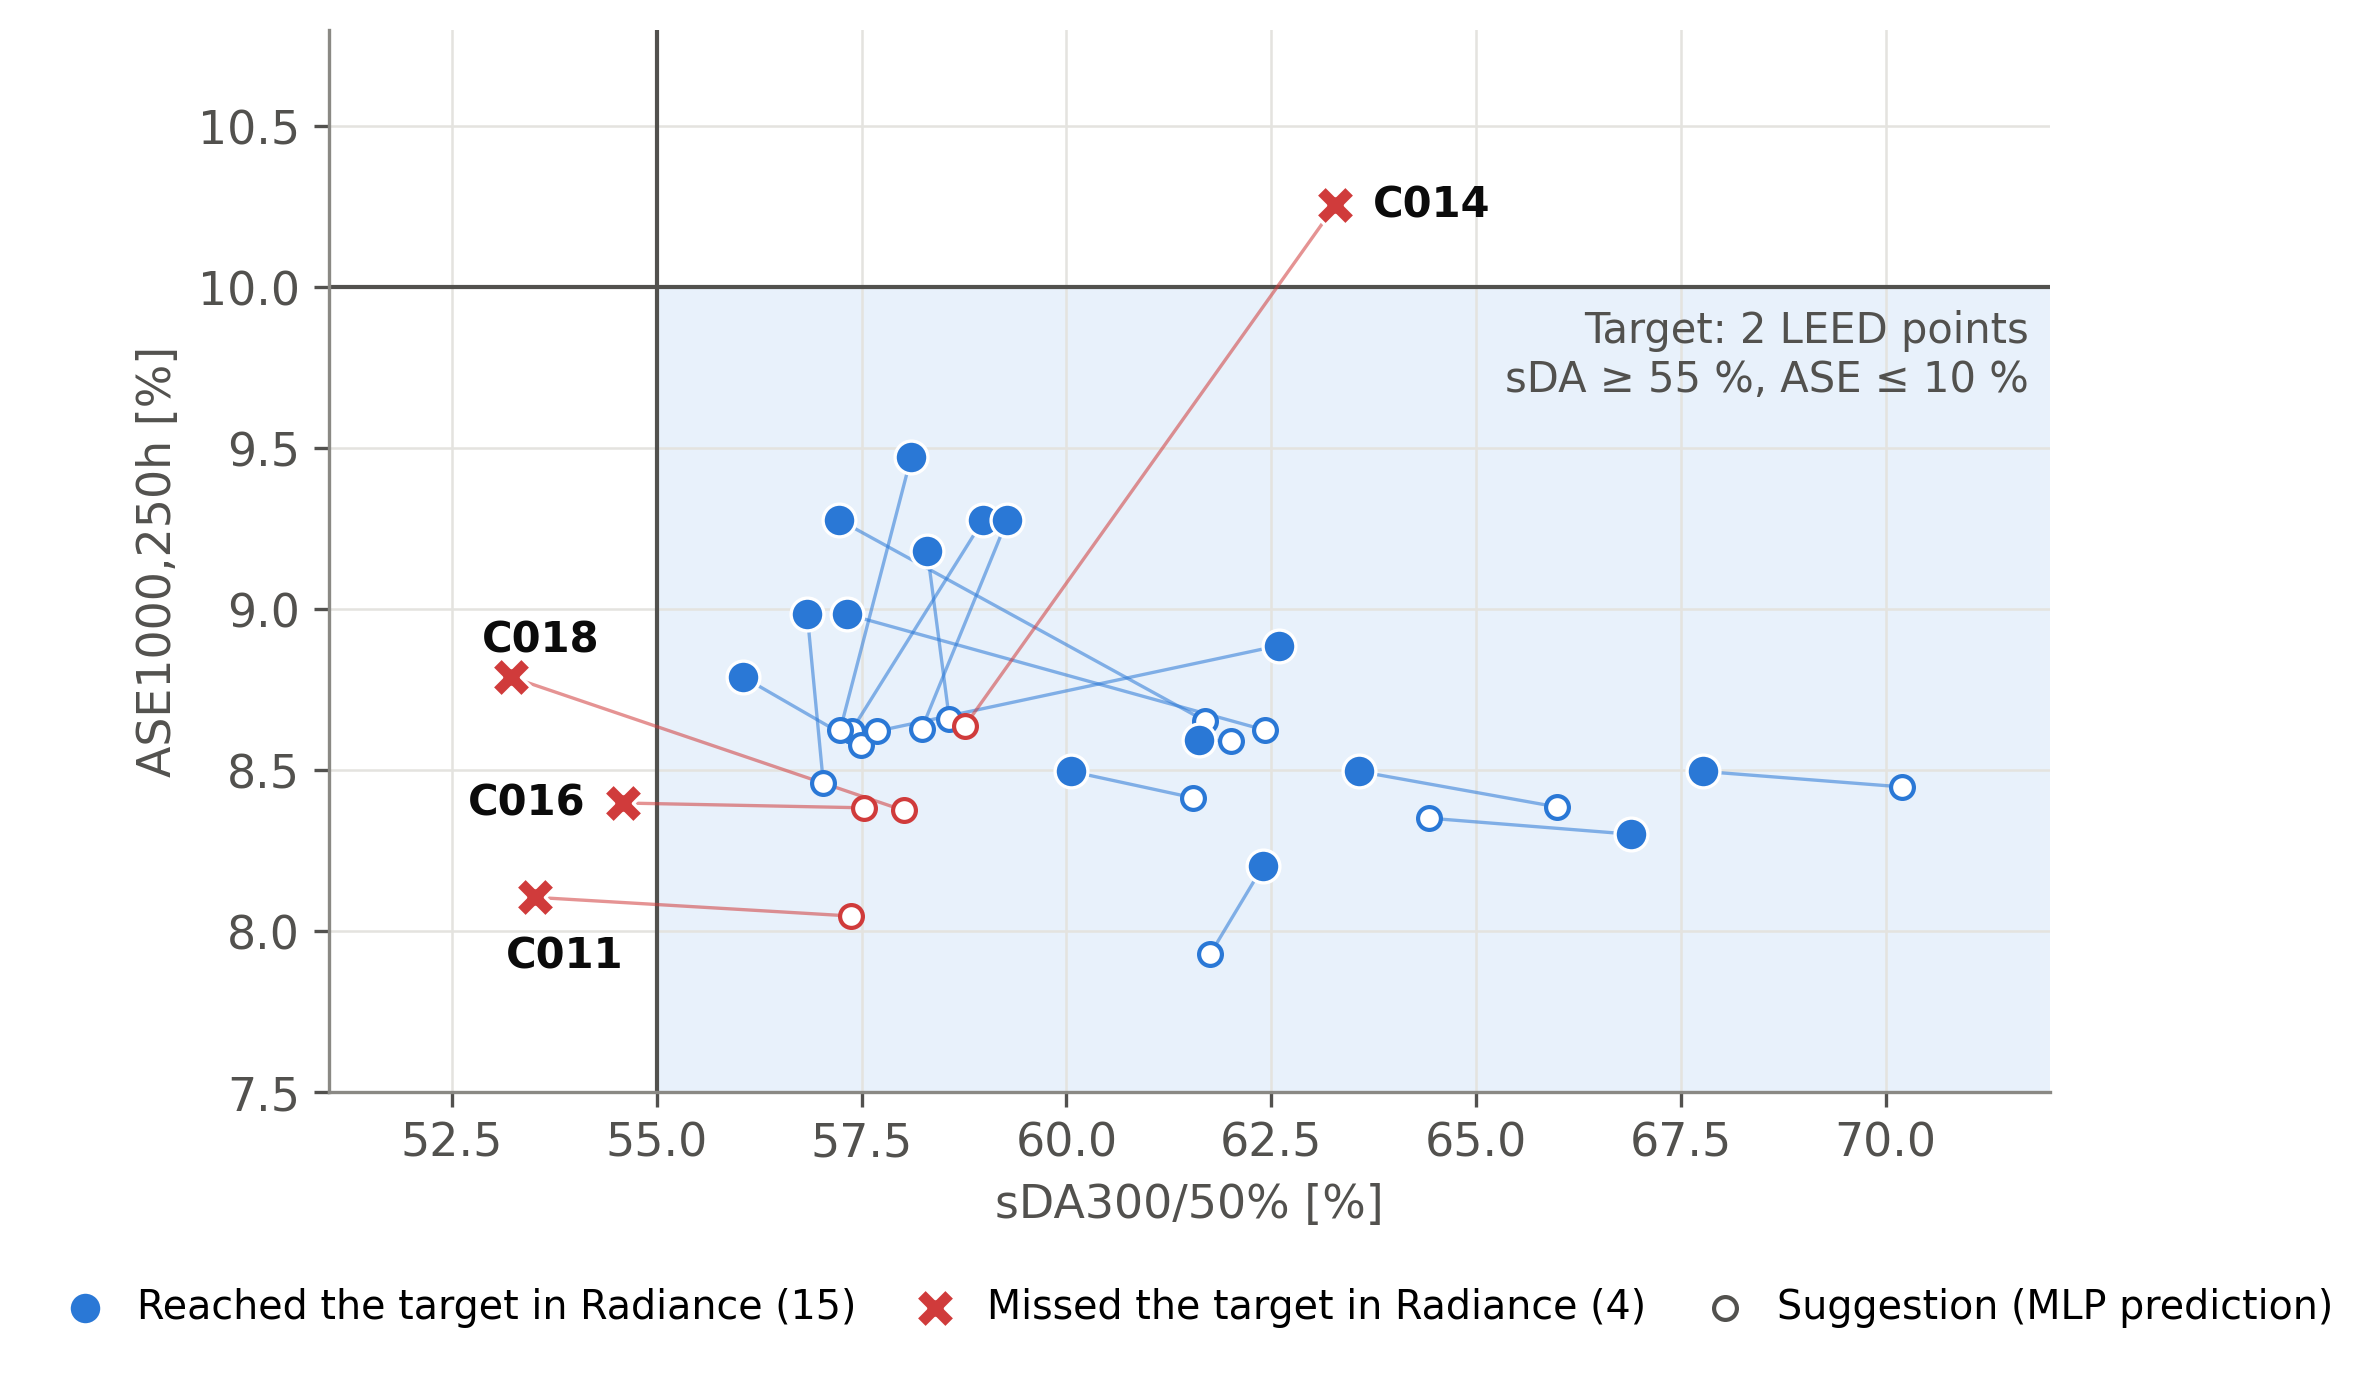 10.5
10.0
9.5
9.0
8.5
8.0
7.5
ASE1000,250h [%]
C014
Target: 2 LEED points
sDA ≥ 55 %, ASE ≤ 10 %
C018
C016
C011
52.5 55.0 57.5 60.0 62.5 65.0 67.5 70.0
sDA300/50% [%]
Reached the target in Radiance (15) Missed the target in Radiance (4) Suggestion (MLP prediction)